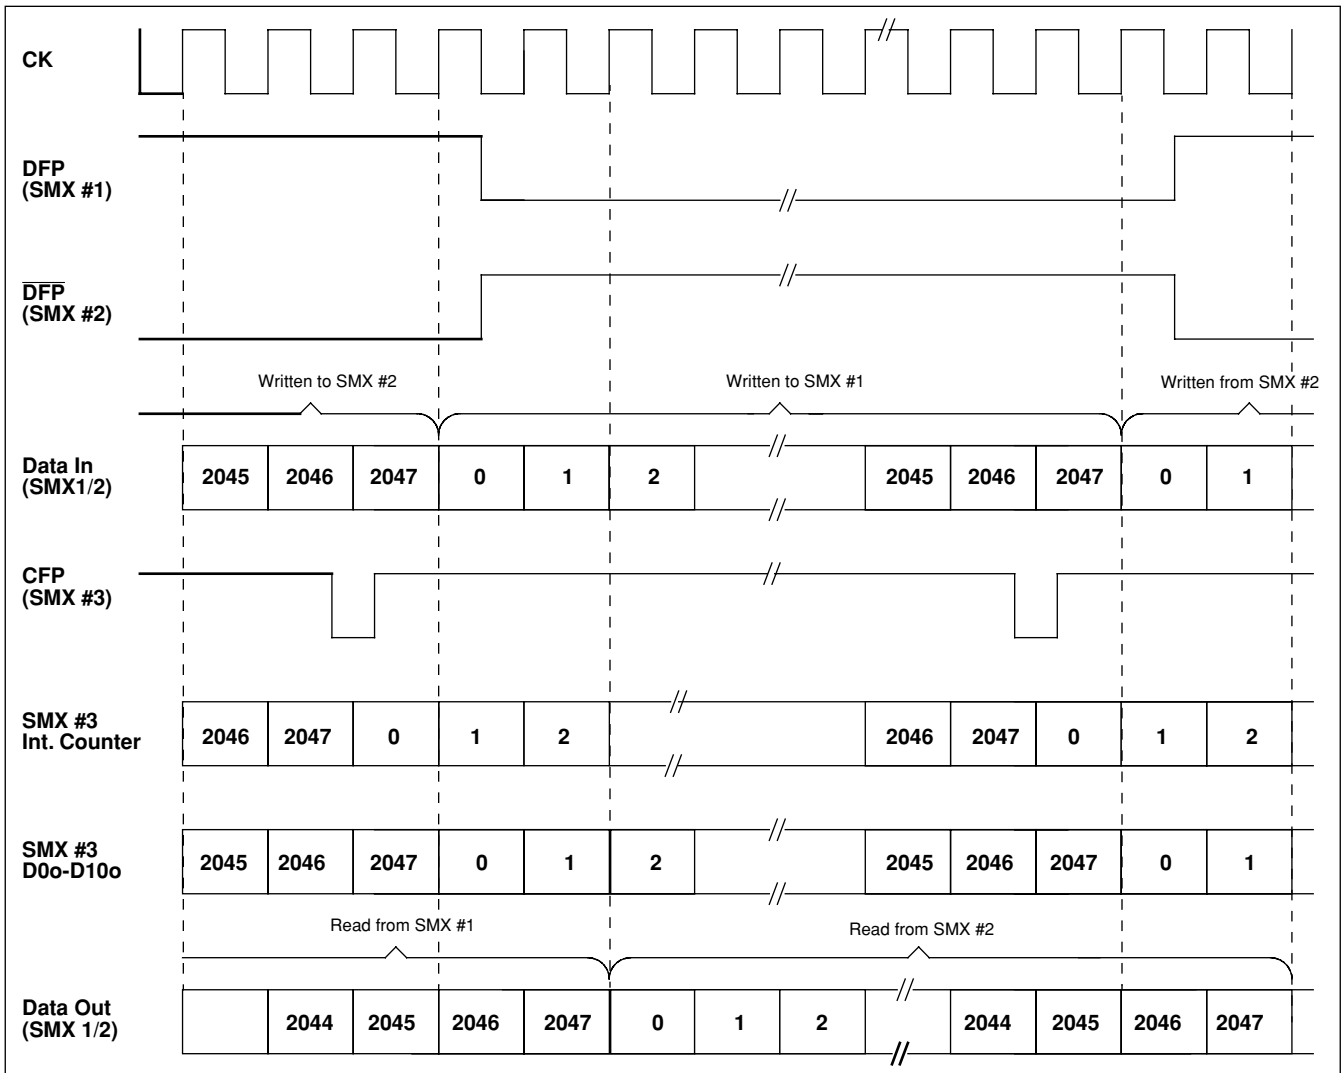 CK
DFP
(SMX #1)
DFP
(SMX #2)
Written to SMX #2 Written to SMX #1 Written from SMX #2
Data In
(SMX1/2)
2045 2046 2047 0 1 2 2045 2046 2047 0 1
CFP
(SMX #3)
SMX #3
Int. Counter
2046 2047 0 1 2 2046 2047 0 1 2
SMX #3
D0o-D10o
2045 2046 2047 0 1 2 2045 2046 2047 0 1
Read from SMX #1 Read from SMX #2
Data Out
(SMX 1/2)
2044 2045 2046 2047 0 1 2 2044 2045 2046 2047